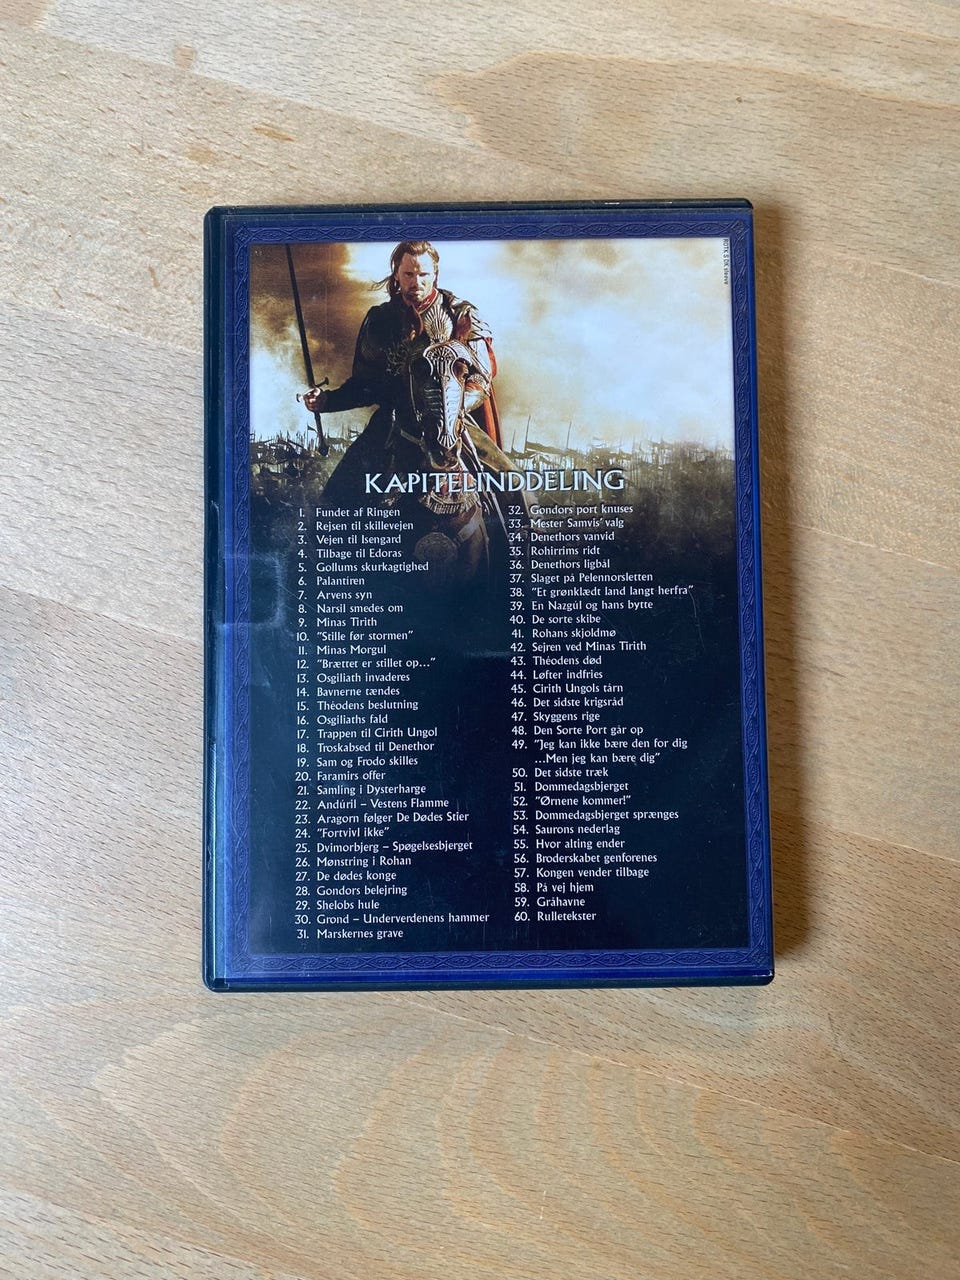 ROTK S DK sleeve
KAPITELINDDELING
1. Fundet af Ringen
2. Rejsen til skillevejen
3. Vejen til Isengard
4. Tilbage til Edoras
5. Gollums skurkagtighed
6. Palantíren
7. Arvens syn
8. Narsil smedes om
9. Minas Tirith
10. "Stille før stormen"
11. Minas Morgul
12. "Brættet er stillet op..."
13. Osgiliath invaderes
14. Bavnerne tændes
15. Théodens beslutning
16. Osgiliaths fald
17. Trappen til Cirith Ungol
18. Troskabsed til Denethor
19. Sam og Frodo skilles
20. Faramirs offer
21. Samling i Dysterharge
22. Andúril – Vestens Flamme
23. Aragorn følger De Dødes Stier
24. "Fortvivl ikke"
25. Dvimorbjerg – Spøgelsesbjerget
26. Mønstring i Rohan
27. De dødes konge
28. Gondors belejring
29. Shelobs hule
30. Grond – Underverdenens hammer
31. Marskernes grave
32. Gondors port knuses
33. Mester Samvis' valg
34. Denethors vanvid
35. Rohirrims ridt
36. Denethors ligbål
37. Slaget på Pelennorsletten
38. "Et grønklædt land langt herfra"
39. En Nazgúl og hans bytte
40. De sorte skibe
41. Rohans skjoldmø
42. Sejren ved Minas Tirith
43. Théodens død
44. Løfter indfries
45. Cirith Ungols tårn
46. Det sidste krigsråd
47. Skyggens rige
48. Den Sorte Port går op
49. "Jeg kan ikke bære den for dig
...Men jeg kan bære dig"
50. Det sidste træk
51. Dommedagsbjerget
52. "Ørnene kommer!"
53. Dommedagsbjerget sprænges
54. Saurons nederlag
55. Hvor alting ender
56. Broderskabet genforenes
57. Kongen vender tilbage
58. På vej hjem
59. Gråhavne
60. Rulletekster